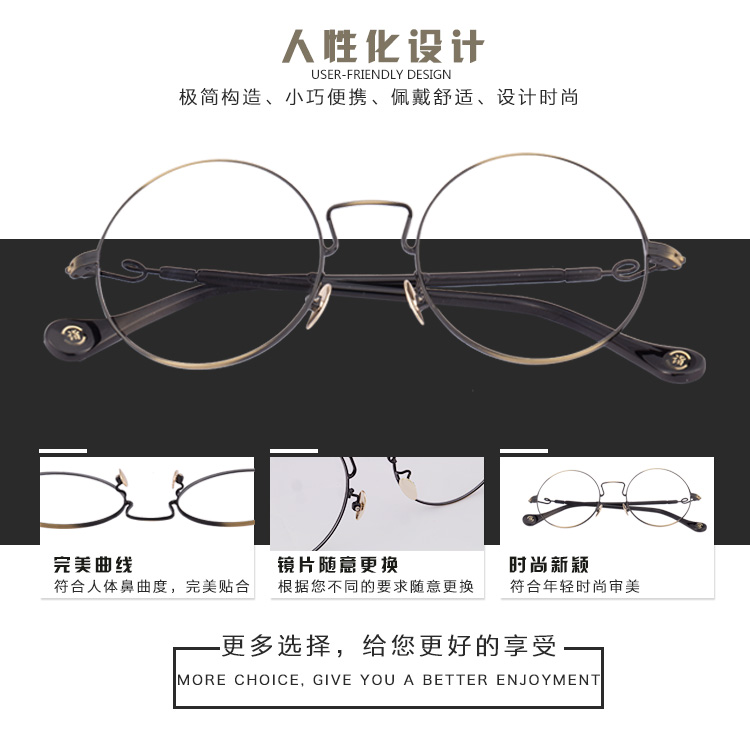 人性化设计
USER-FRIENDLY DESIGN
极简构造、小巧便携、佩戴舒适、设计时尚
完美曲线
符合人体鼻曲度，完美贴合
镜片随意更换
根据您不同的要求随意更换
时尚新颖
符合年轻时尚审美
更多选择，给您更好的享受
MORE CHOICE, GIVE YOU A BETTER ENJOYMENT